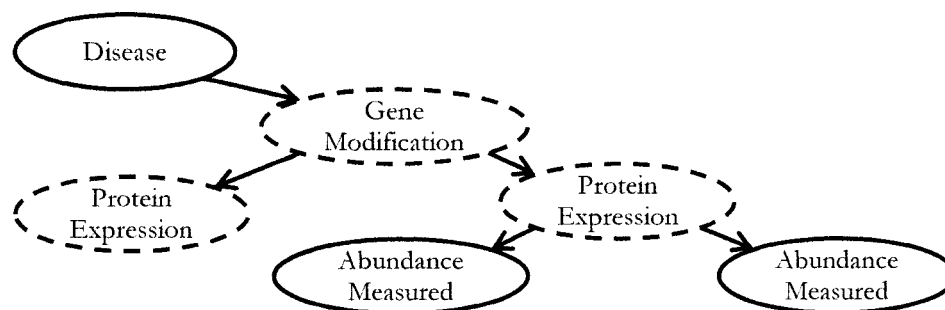 Disease
Gene
Modification
Protein
Expression
Protein
Expression
Abundance
Measured
Abundance
Measured